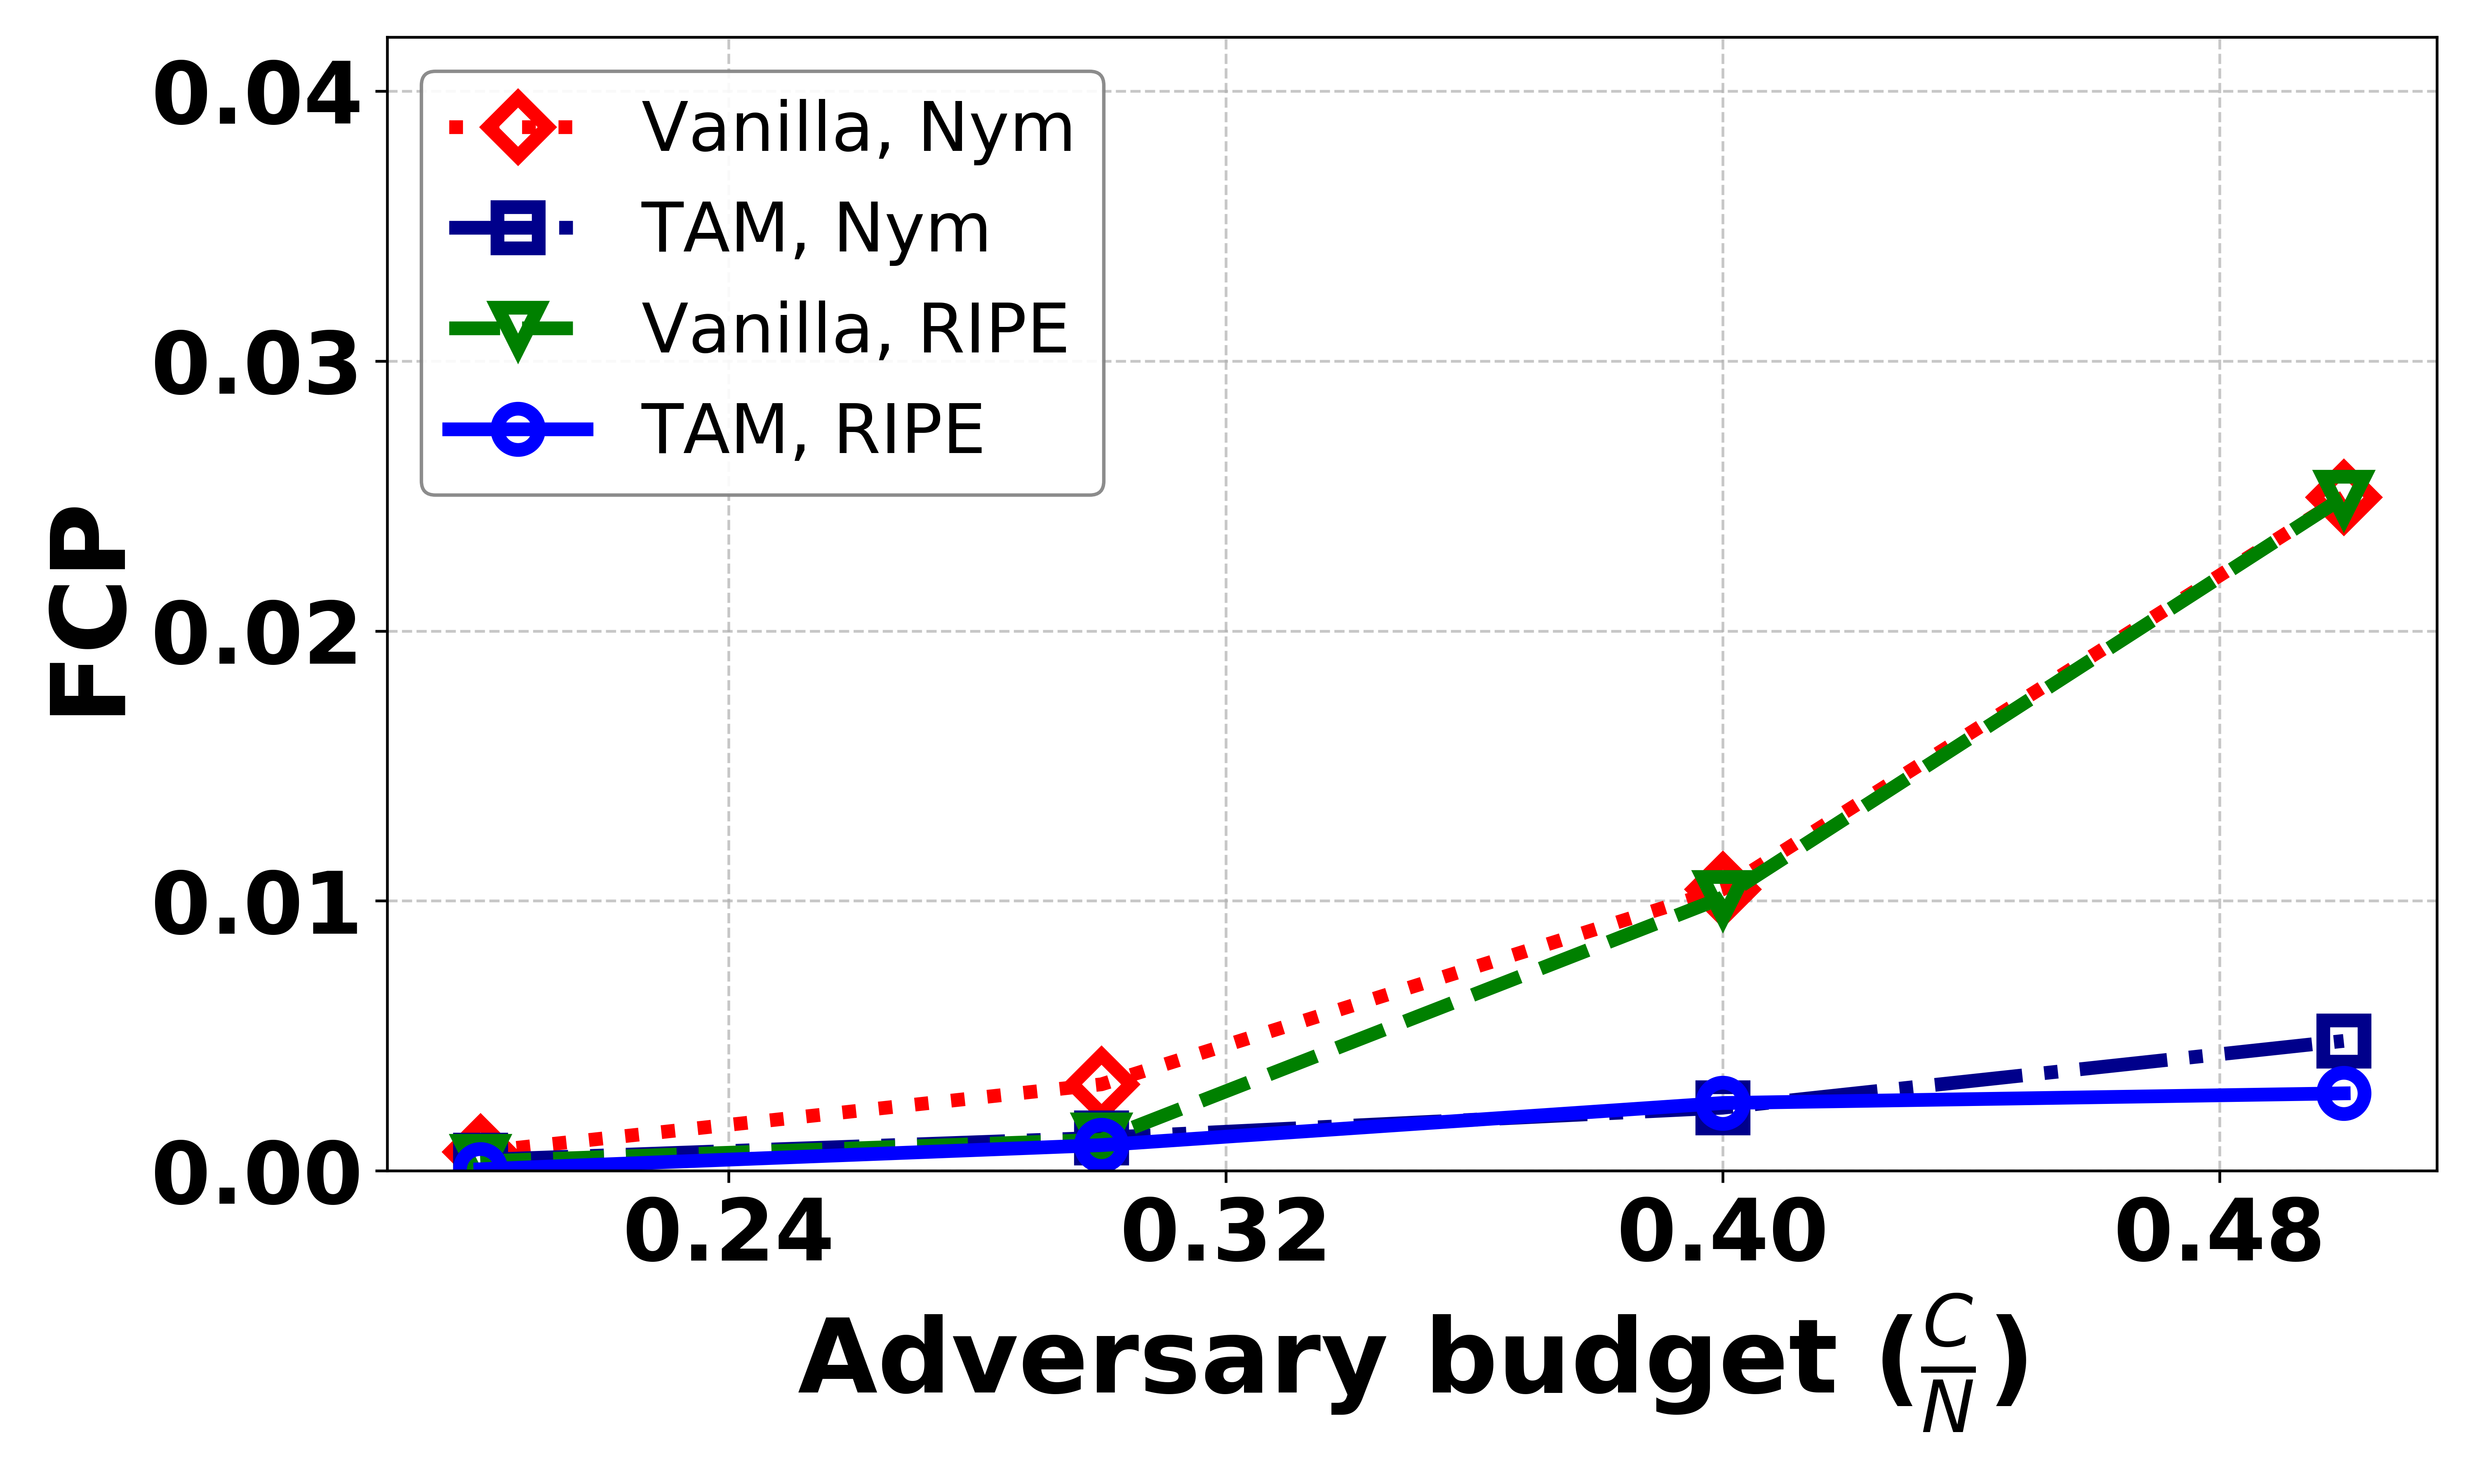 0.04
0.03
0.02
0.01
0.00
FCP
Vanilla, Nym
TAM, Nym
Vanilla, RIPE
TAM, RIPE
0.24 0.32 0.40 0.48
Adversary budget (C/N)